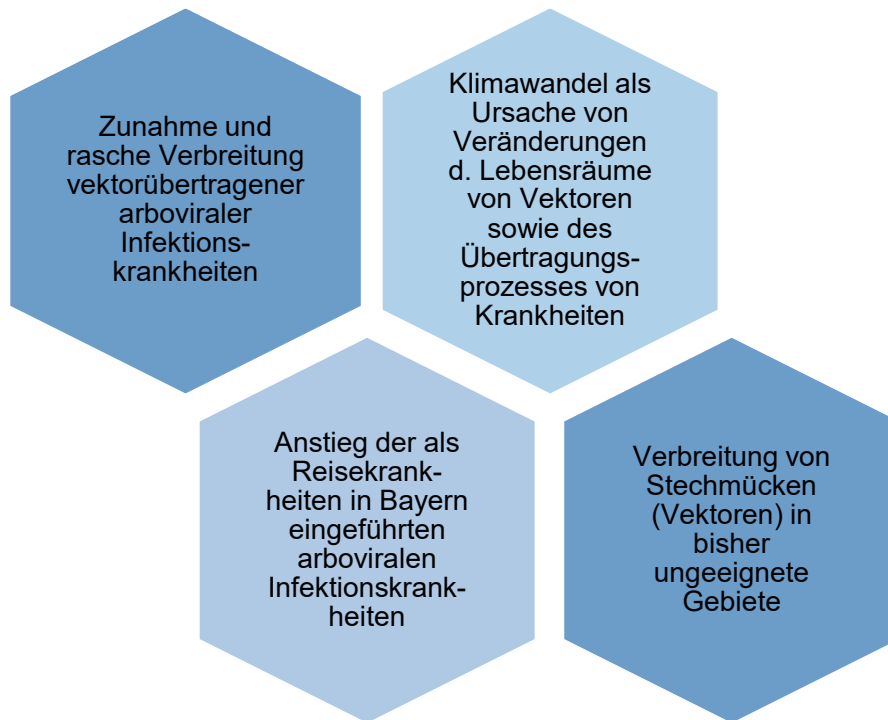 Zunahme und
rasche Verbreitung
vektorübertragener
arboviraler
Infektions-
krankheiten
Klimawandel als
Ursache von
Veränderungen
d. Lebensräume
von Vektoren
sowie des
Übertragungs-
prozesses von
Krankheiten
Anstieg der als
Reisekrank-
heiten in Bayern
eingeführten
arboviralen
Infektionskrank-
heiten
Verbreitung von
Stechmücken
(Vektoren) in
bisher
ungeeignete
Gebiete